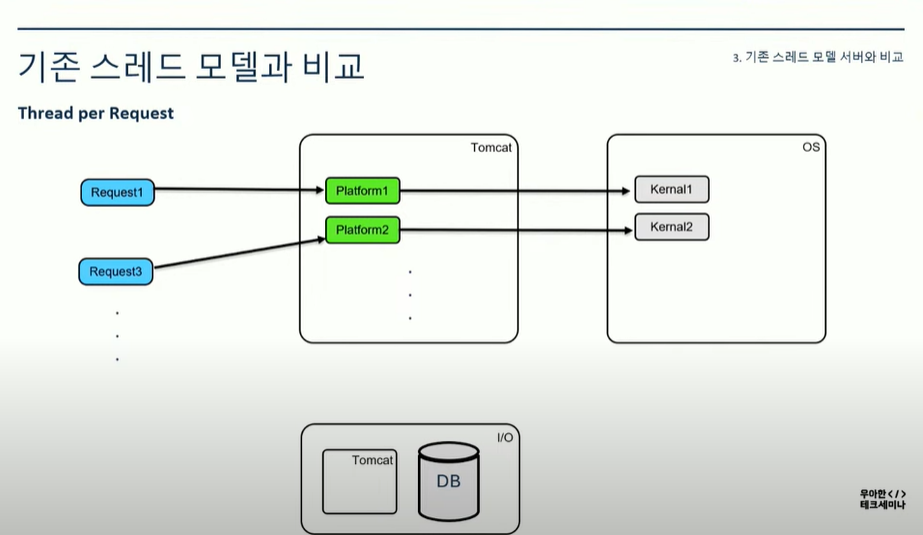 기존 스레드 모델과 비교
3. 기존 스레드 모델 서버와 비교
Thread per Request
Tomcat
OS
Request1
Platform1
Kernal1
Platform2
Kernal2
Request3
I/O
Tomcat
DB
우아한</>
테크세미나